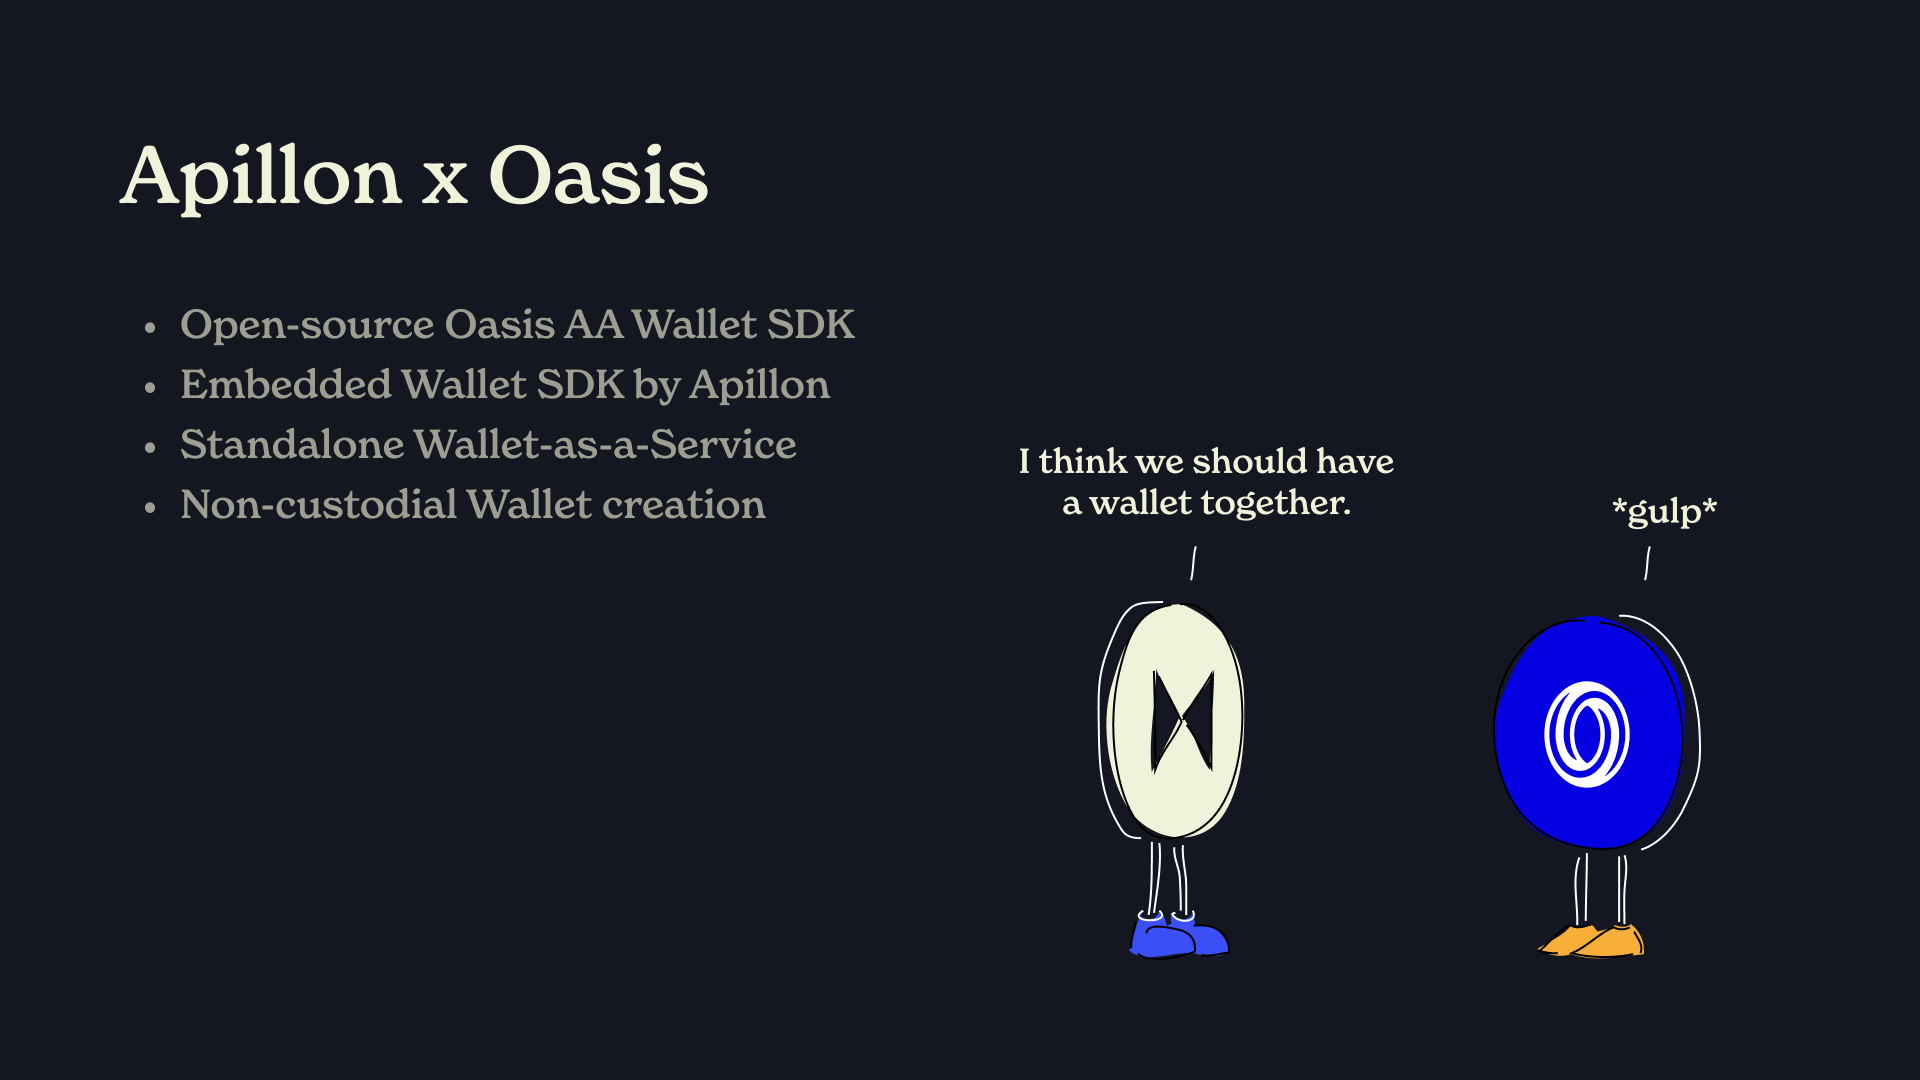 Apillon x Oasis
• Open-source Oasis AA Wallet SDK
• Embedded Wallet SDK by Apillon
• Standalone Wallet-as-a-Service
• Non-custodial Wallet creation
I think we should have
a wallet together.
*gulp*